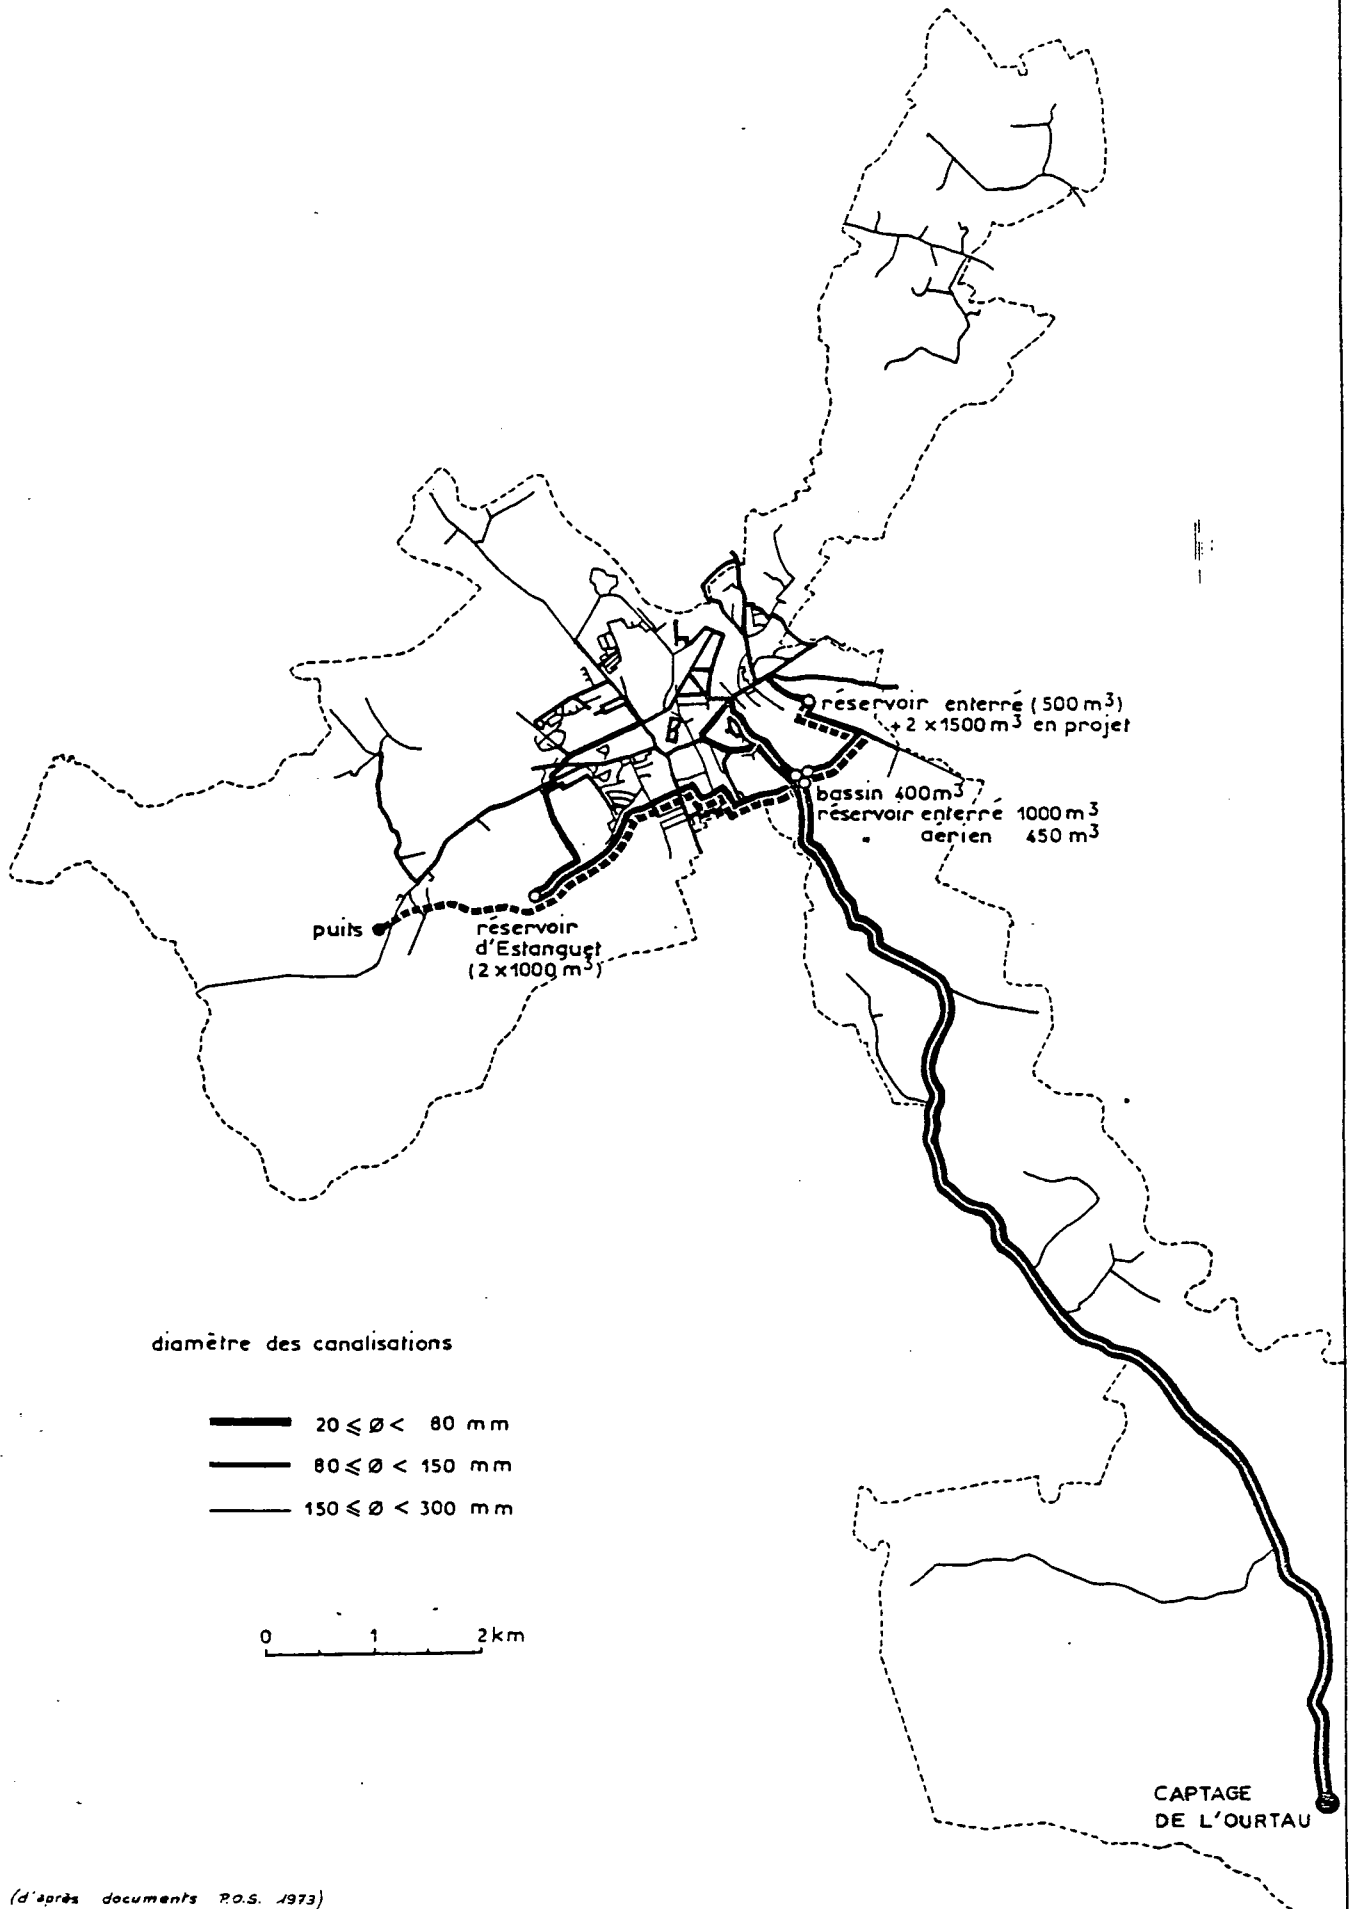 réservoir enterré (500 m³)
+ 2 x 1500 m³ en projet
bassin 400 m³
réservoir enterré 1000 m³
" aérien 450 m³
puits
réservoir
d'Estanguet
(2 x 1000 m³)
diamètre des canalisations
20 ⩽ Ø < 80 mm
80 ⩽ Ø < 150 mm
150 ⩽ Ø < 300 mm
0 1 2 km
CAPTAGE
DE L'OURTAU
(d'après documents P.O.S. 1973)